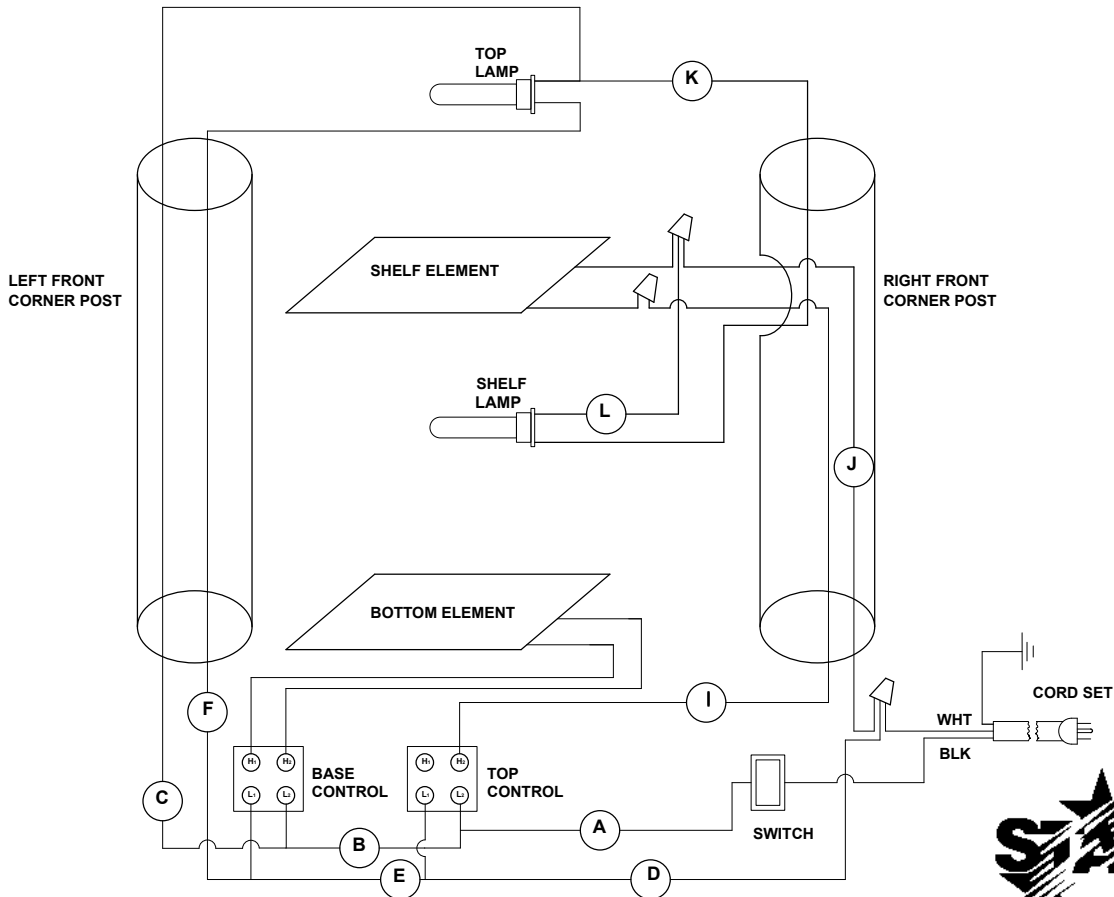 TOP
LAMP
K
LEFT FRONT
CORNER POST
SHELF ELEMENT
RIGHT FRONT
CORNER POST
SHELF
LAMP
L
J
BOTTOM ELEMENT
F
I
CORD SET
WHT
BLK
H1 H2
H1 H2
BASE
CONTROL
TOP
CONTROL
L1 L2
L1 L2
C
A
SWITCH
B
E
D
STA